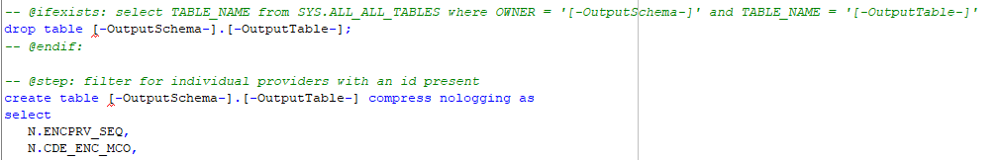 -- @ifexists: select TABLE_NAME from SYS.ALL_ALL_TABLES where OWNER = '[-OutputSchema-]' and TABLE_NAME = '[-OutputTable-]'
drop table [-OutputSchema-].[-OutputTable-];
-- @endif:

-- @step: filter for individual providers with an id present
create table [-OutputSchema-].[-OutputTable-] compress nologging as
select
   N.ENCPRV_SEQ,
   N.CDE_ENC_MCO,